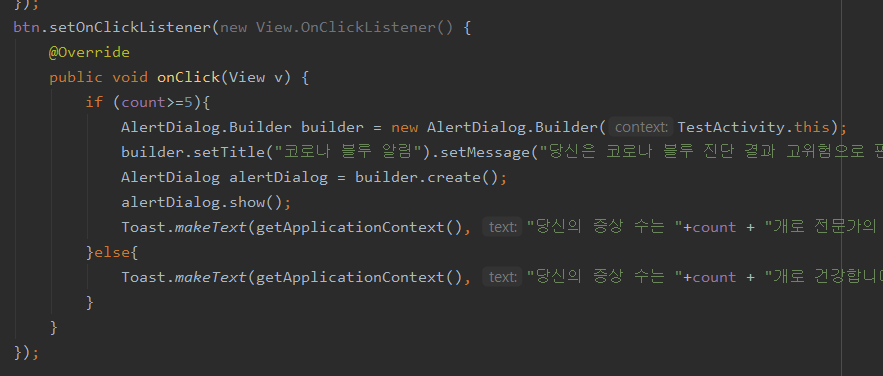 });
btn.setOnClickListener(new View.OnClickListener() {
@Override
public void onClick(View v) {
if (count>=5){
AlertDialog.Builder builder = new AlertDialog.Builder( context: TestActivity.this);
builder.setTitle("코로나 블루 알림").setMessage("당신은 코로나 블루 진단 결과 고위험으로
AlertDialog alertDialog = builder.create();
alertDialog.show();
Toast.makeText(getApplicationContext(), text: "당신의 증상 수는 "+count + "개로 전문가의
}else{
Toast.makeText(getApplicationContext(), text: "당신의 증상 수는 "+count + "개로 건강합니
}
}
});